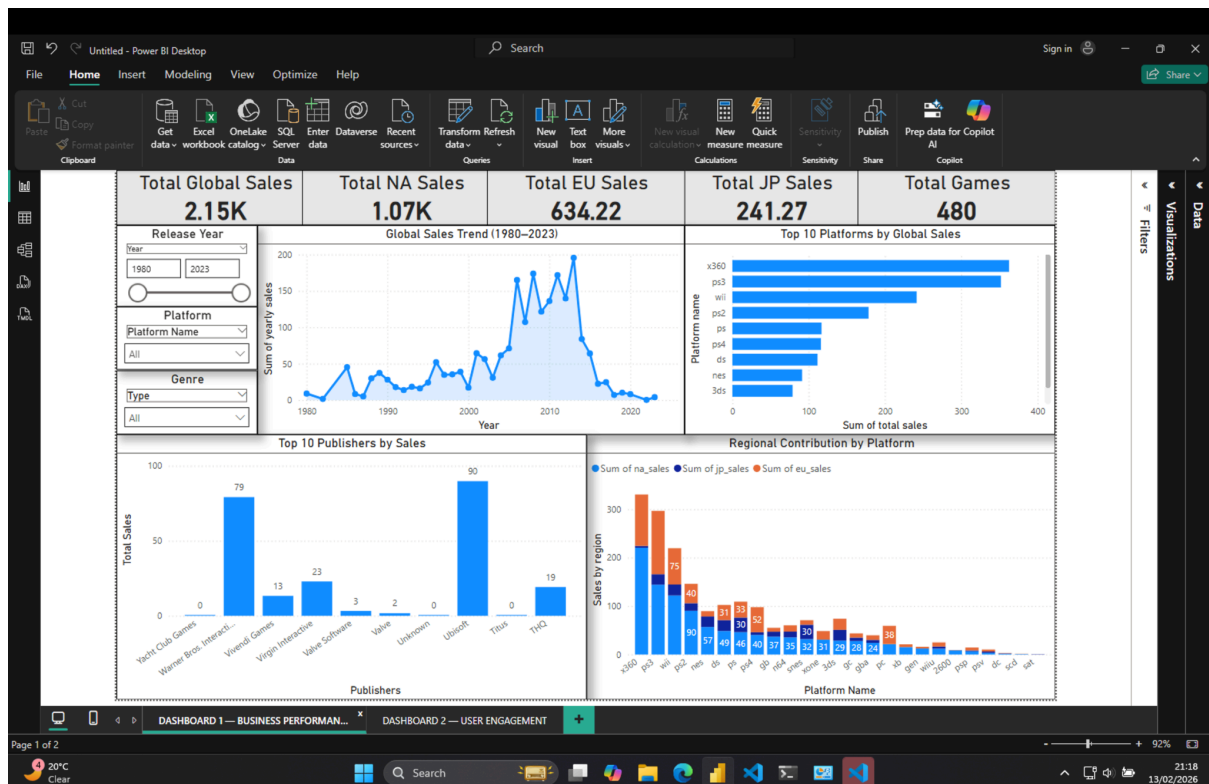 Untitled - Power BI Desktop
Search
Sign in
File Home Insert Modeling View Optimize Help
Share
Paste
Cut
Copy
Format painter
Clipboard
Get data
Excel workbook
OneLake catalog
SQL Server
Enter data
Dataverse
Recent sources
Data
Transform data
Refresh
Queries
New visual
Text box
More visuals
Insert
New visual calculation
New measure
Quick measure
Calculations
Sensitivity
Sensitivity
Publish
Share
Prep data for AI
Copilot
Copilot
Total Global Sales
2.15K
Total NA Sales
1.07K
Total EU Sales
634.22
Total JP Sales
241.27
Total Games
480
Filters
Visualizations
Data
DAX
TMDL
Release Year
Year
1980 2023
Platform
Platform Name
All
Genre
Type
All
Global Sales Trend (1980–2023)
Sum of yearly sales
200
150
100
50
0
1980 1990 2000 2010 2020
Year
Top 10 Platforms by Global Sales
Platform name
x360
ps3
wii
ps2
ps
ps4
ds
nes
3ds
0 100 200 300 400
Sum of total sales
Top 10 Publishers by Sales
Total Sales
100
50
0
0 79 13 23 3 2 0 90 0 19
Yacht Club Games
Warner Bros. Interacti...
Vivendi Games
Virgin Interactive
Valve Software
Valve
Unknown
Ubisoft
Titus
THQ
Publishers
Regional Contribution by Platform
Sum of na_sales Sum of jp_sales Sum of eu_sales
Sales by region
300
200
100
0
75
40
90
57
31
49
33
30
46
52
40
37
35
30
32
31
29
28
24
38
x360 ps3 wii ps2 nes ds ps ps4 gb n64 snes xone 3ds gc gba pc xb gen wiiu 2600 psp psv dc scd sat
Platform Name
DASHBOARD 1 — BUSINESS PERFORMAN...
DASHBOARD 2 — USER ENGAGEMENT
Page 1 of 2
92%
4
20°C
Clear
Search
21:18
13/02/2026